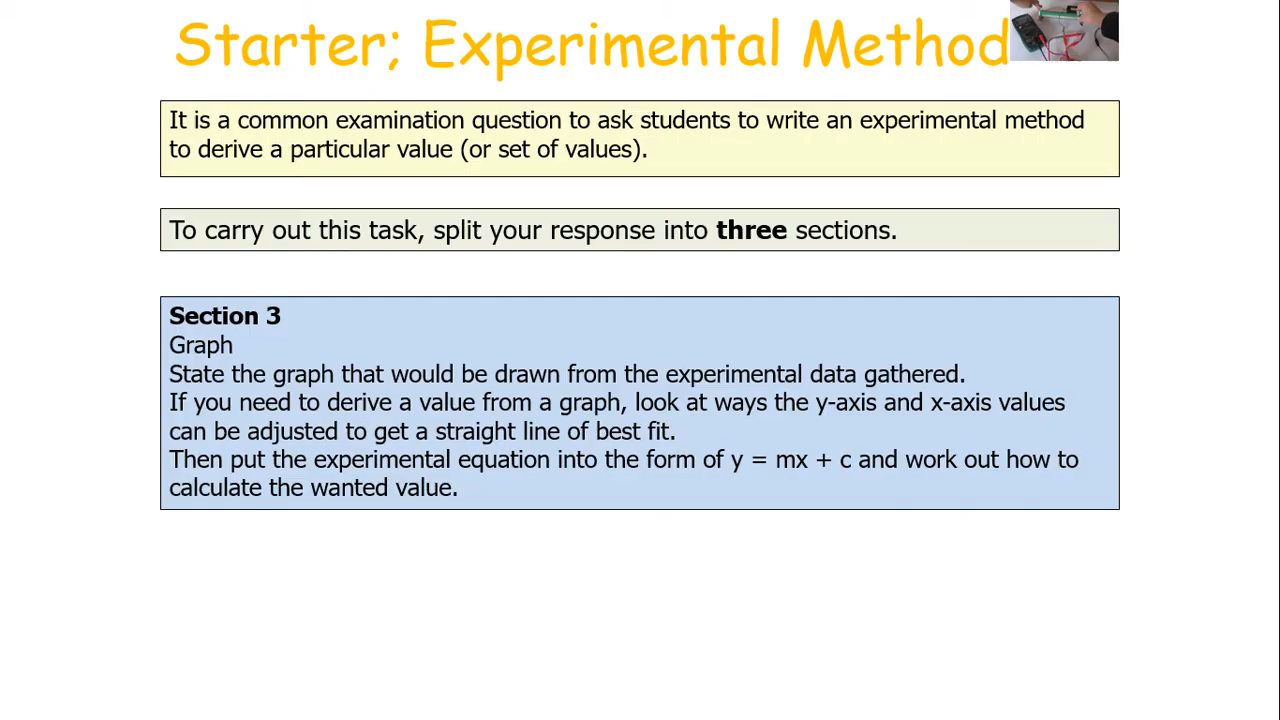 Starter; Experimental Method
It is a common examination question to ask students to write an experimental method
to derive a particular value (or set of values).
To carry out this task, split your response into three sections.
Section 3
Graph
State the graph that would be drawn from the experimental data gathered.
If you need to derive a value from a graph, look at ways the y-axis and x-axis values
can be adjusted to get a straight line of best fit.
Then put the experimental equation into the form of y = mx + c and work out how to
calculate the wanted value.